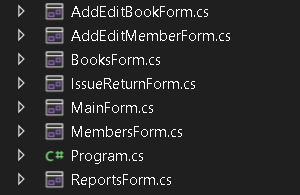 AddEditBookForm.cs
AddEditMemberForm.cs
BooksForm.cs
IssueReturnForm.cs
MainForm.cs
MembersForm.cs
C# Program.cs
ReportsForm.cs